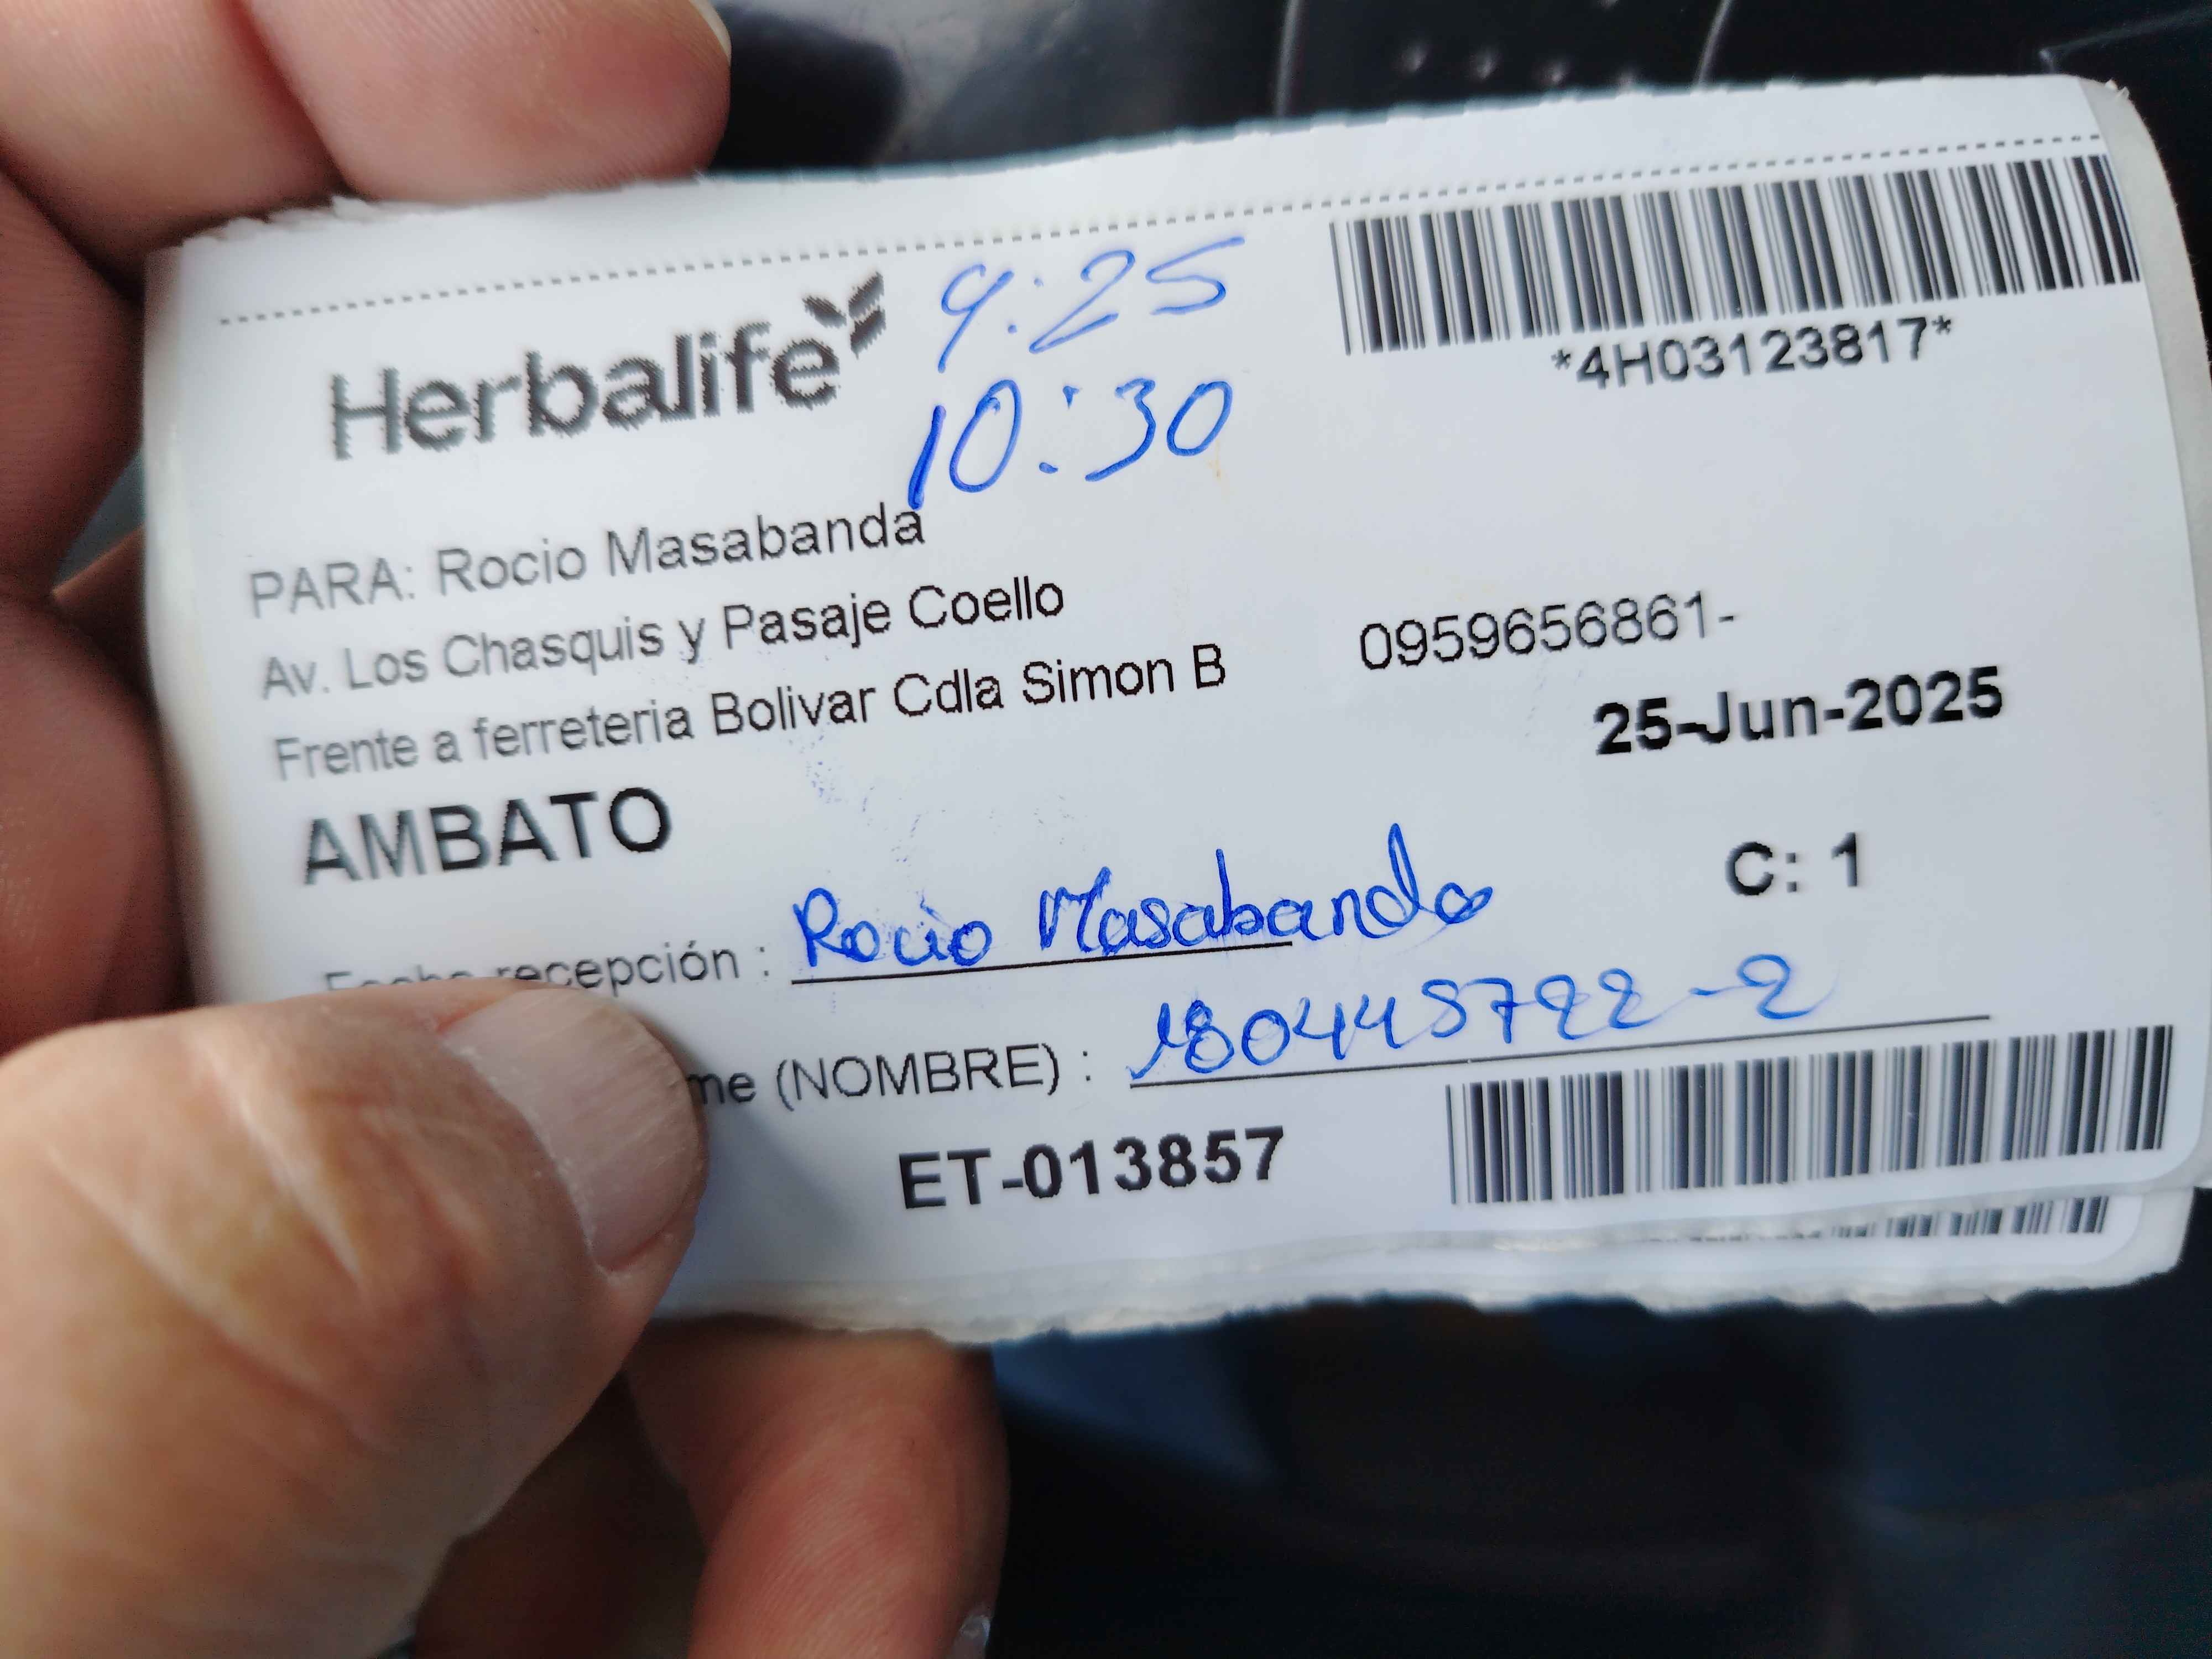 Herbalife
9:25
10:30
*4H03123817*
PARA: Rocio Masabanda
Av. Los Chasquis y Pasaje Coello
Frente a ferreteria Bolivar Cdla Simon B
0959656861-
25-Jun-2025
AMBATO
C: 1
recepción : Rocio Masabanda
(NOMBRE) : 180445722-2
ET-013857